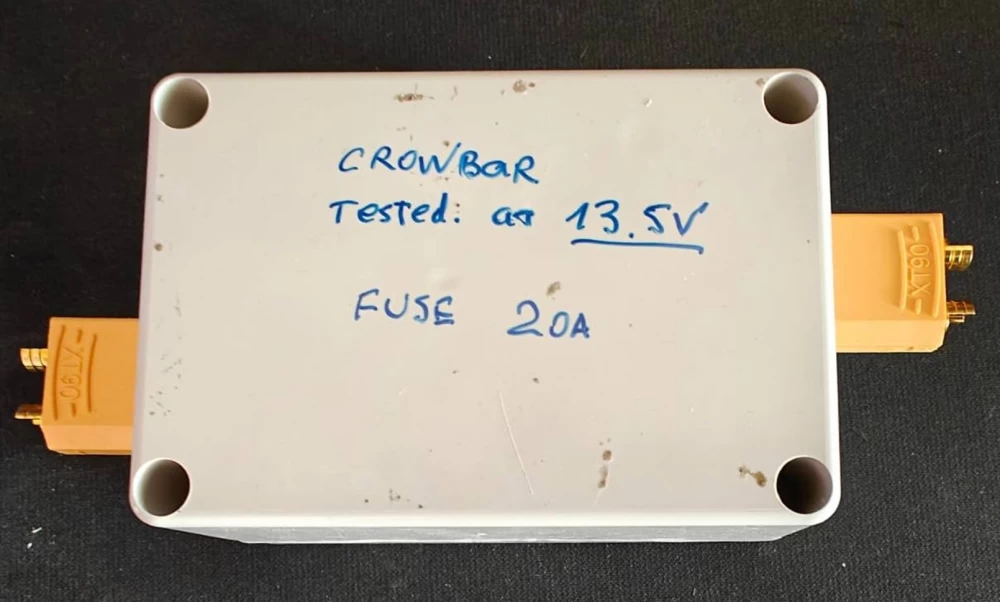 CROWBaR
Tested: at 13.5V
FUSE 20A
-XT90-
-XT90-